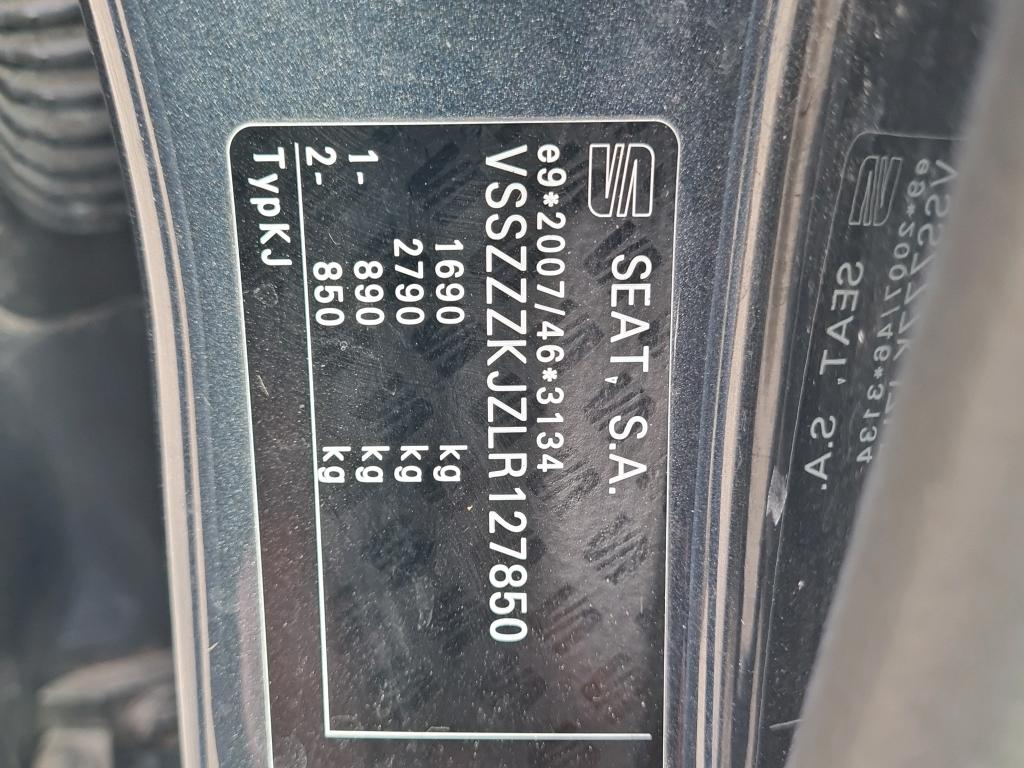 SEAT, S.A.
e9*2007/46*3134
VSSZZZKJZLR127850
1690 kg
2790 kg
1- 890 kg
2- 850 kg
TypKJ